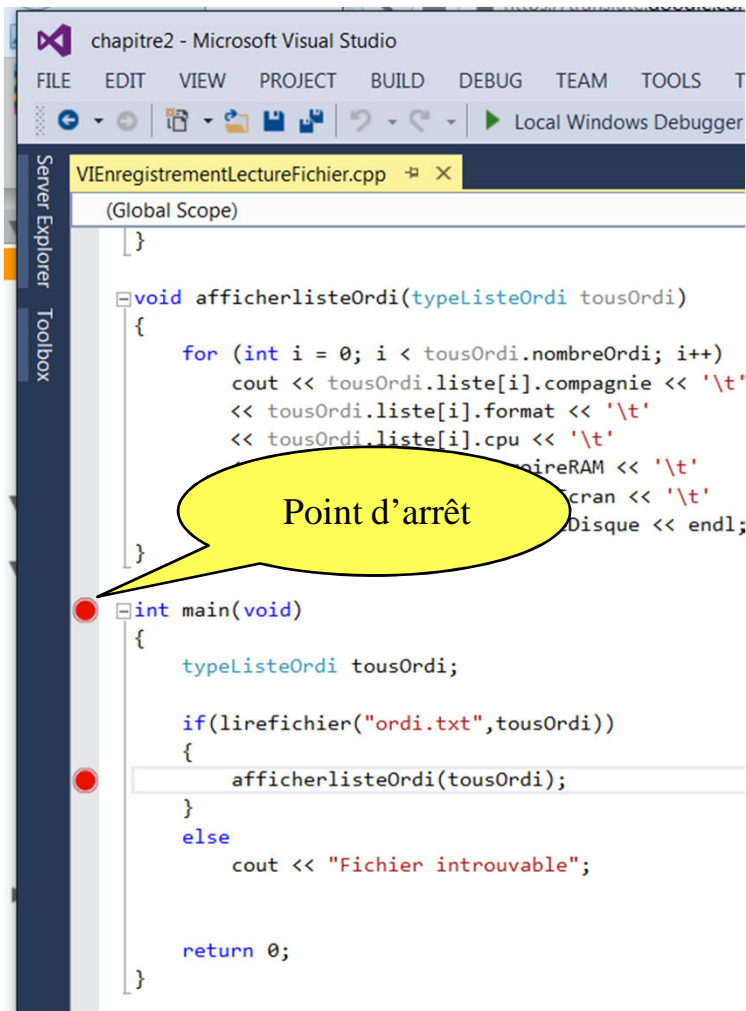 chapitre2 - Microsoft Visual Studio
FILE EDIT VIEW PROJECT BUILD DEBUG TEAM TOOLS T
Local Windows Debugger
Server Explorer
Toolbox
VIEnregistrementLectureFichier.cpp
(Global Scope)
}
void afficherlisteOrdi(typeListeOrdi tousOrdi)
{
for (int i = 0; i < tousOrdi.nombreOrdi; i++)
cout << tousOrdi.liste[i].compagnie << '\t'
<< tousOrdi.liste[i].format << '\t'
<< tousOrdi.liste[i].cpu << '\t'
oireRAM << '\t'
cran << '\t'
Disque << endl;
Point d'arrêt
}
int main(void)
{
typeListeOrdi tousOrdi;
if(lirefichier("ordi.txt",tousOrdi))
{
afficherlisteOrdi(tousOrdi);
}
else
cout << "Fichier introuvable";
return 0;
}